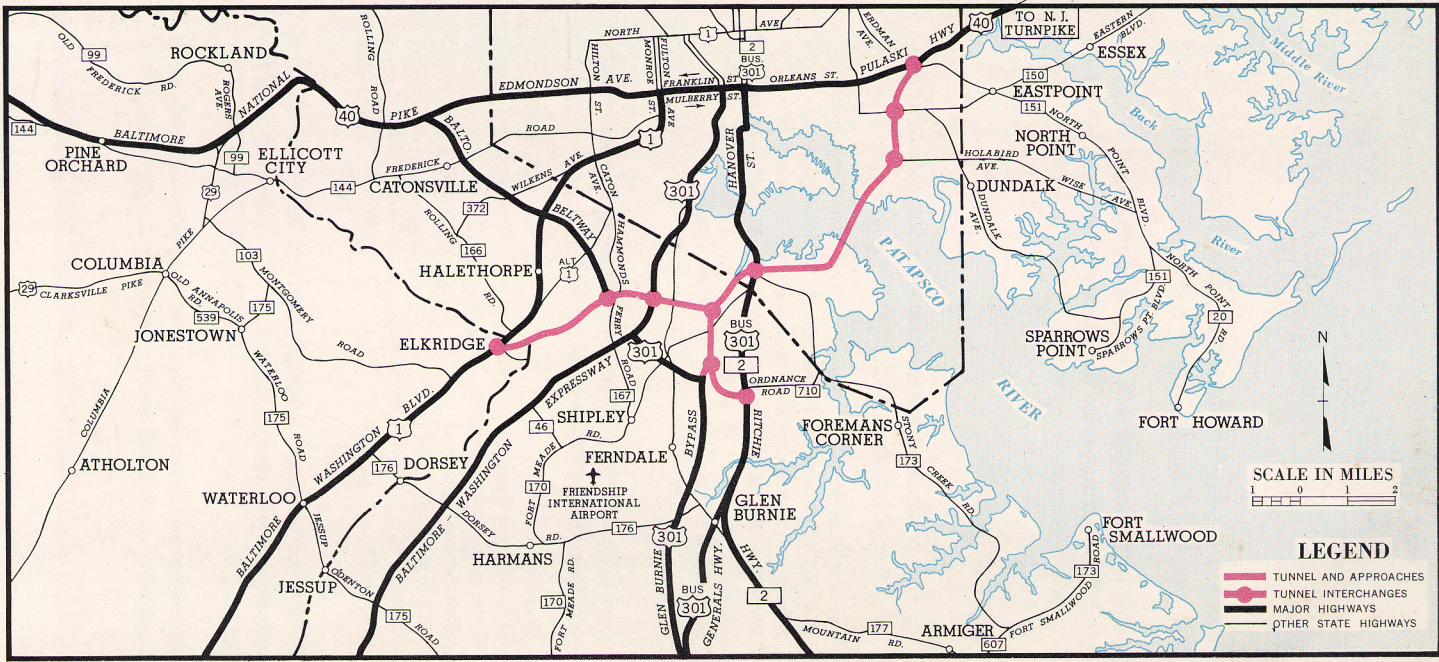 OLD
99
FREDERICK RD.
ROCKLAND
ROGERS AVE.
ROLLING
ROAD
NATIONAL
40
PIKE
144
BALTIMORE
PINE
ORCHARD
99
ELLICOTT
CITY
29
PIKE
144
FREDERICK
ROAD
CATONSVILLE
BALTO.
BELTWAY
EDMONDSON AVE.
NORTH
1
AVE
HILTON
ST.
MONROE
ST.
FULTON
AVE
FRANKLIN ST.
MULBERRY ST.
2
BUS.
301
ORLEANS ST.
ERDMAN
AVE.
PULASKI HWY
40
TO N. J.
TURNPIKE
EASTERN
BLVD.
ESSEX
150
EASTPOINT
151
NORTH
POINT
BLVD.
NORTH
POINT
HOLABIRD
AVE.
WISE AVE.
DUNDALK
DUNDALK
AVE.
Middle River
Back
River
1
WILKENS AVE.
CATON
AVE.
HAMMONDS
FERRY
ROAD
301
HANOVER
ST.
372
ROLLING
RD.
166
HALETHORPE
ALT
1
PATAPSCO
RIVER
COLUMBIA
29
CLARKSVILLE PIKE
103
MONTGOMERY
ROAD
OLD ANNAPOLIS
RD.
175
539
JONESTOWN
WATERLOO
175
ROAD
ELKRIDGE
151
NORTH
POINT
RD.
20
SPARROWS
POINT
SPARROWS PT. BLVD.
FORT HOWARD
BUS
301
2
301
ORDNANCE
ROAD
710
EXPRESSWAY
167
SHIPLEY
46
RD.
COLUMBIA
ATHOLTON
WASHINGTON BLVD.
1
176
DORSEY
WASHINGTON
BALTIMORE –
FORT MEADE
170
FERNDALE
FRIENDSHIP
INTERNATIONAL
AIRPORT
BYPASS
RITCHIE
HWY.
FOREMANS
CORNER
STONY
173
CREEK
RD.
WATERLOO
BALTIMORE
JESSUP
JESSUP
ODENTON
175
ROAD
DORSEY
RD.
HARMANS
176
170
FORT MEADE RD.
GLEN
BURNIE
301
GLEN BURNIE
BUS
301
GENERALS HWY.
2
MOUNTAIN RD.
177
ARMIGER
607
FORT SMALLWOOD
173
ROAD
FORT
SMALLWOOD
N
SCALE IN MILES
1 0 1 2
LEGEND
TUNNEL AND APPROACHES
TUNNEL INTERCHANGES
MAJOR HIGHWAYS
OTHER STATE HIGHWAYS